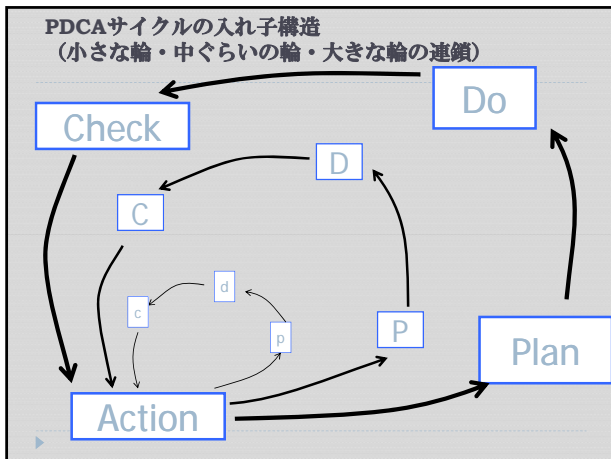 PDCAサイクルの入れ子構造
（小さな輪・中ぐらいの輪・大きな輪の連鎖）
Do
Check
D
C
d
c
p
P
Plan
Action